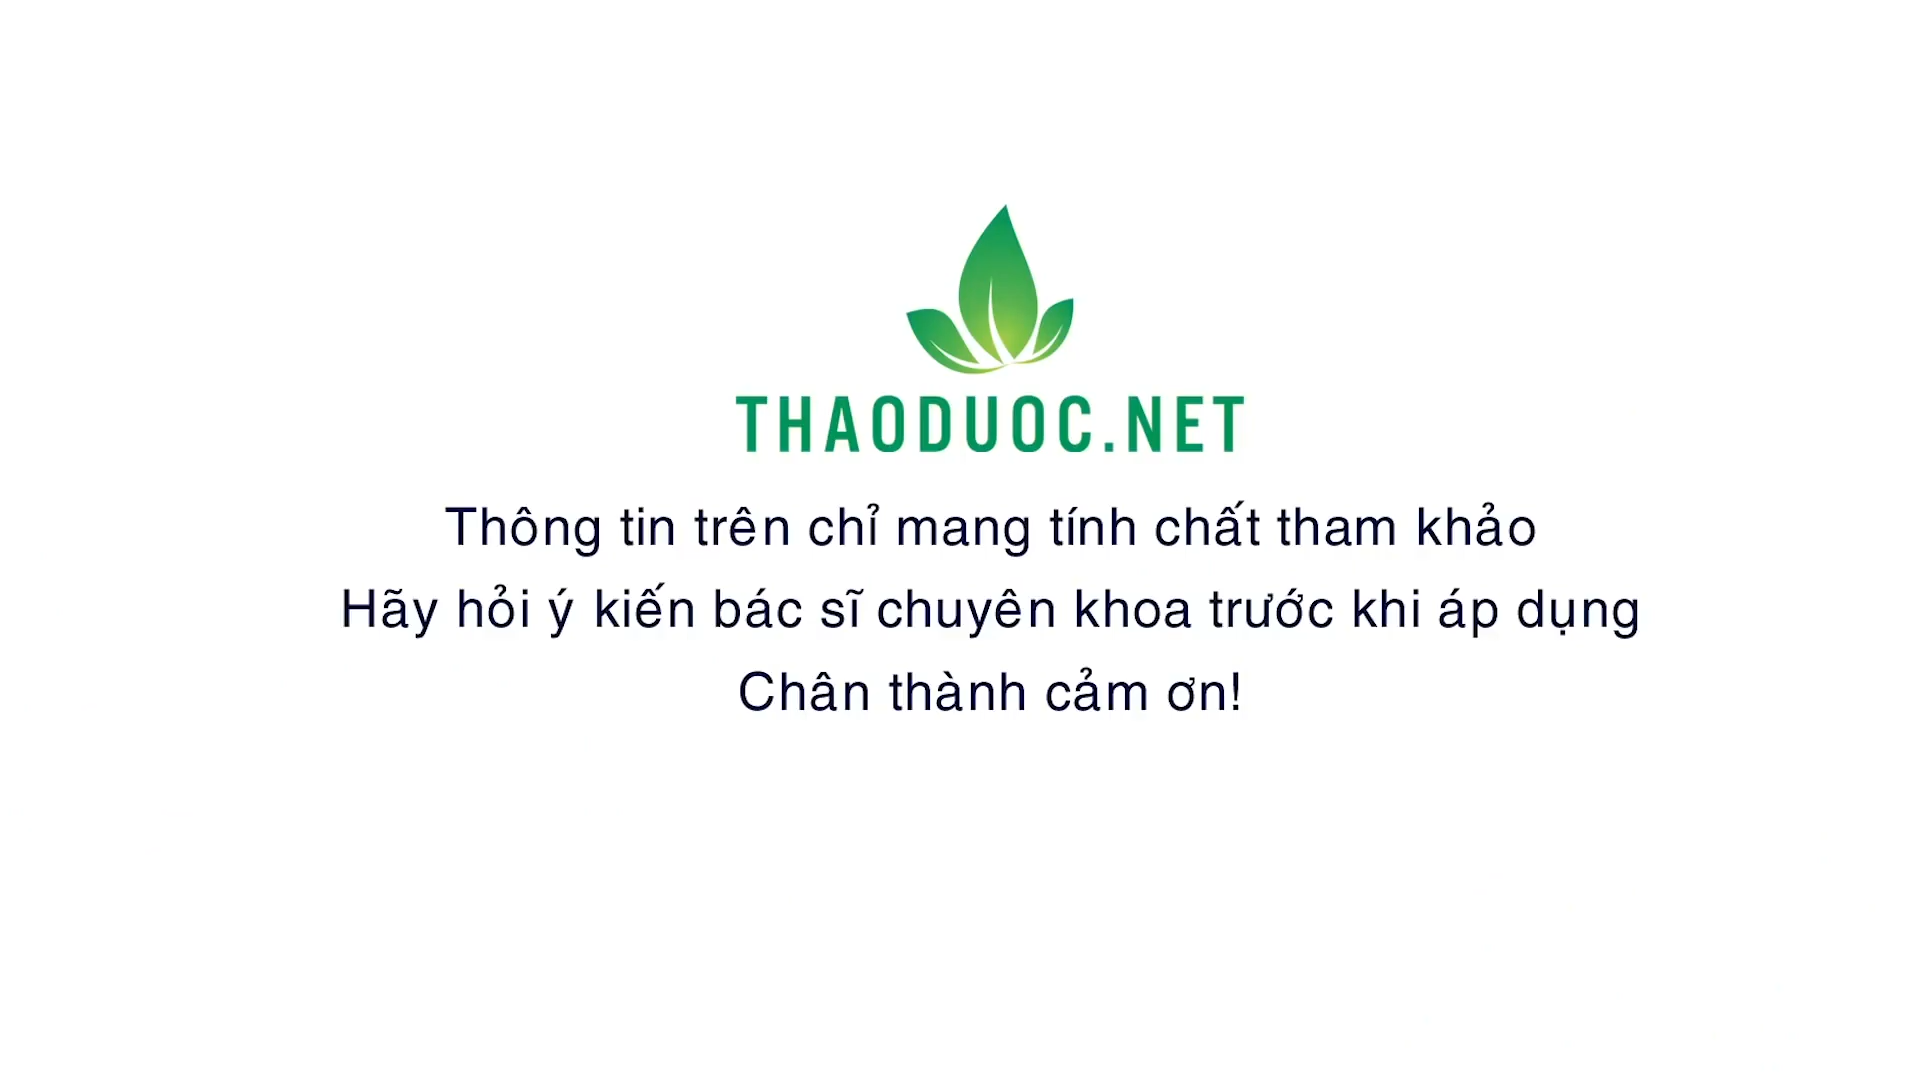 THAODUOC.NET
Thông tin trên chỉ mang tính chất tham khảo
Hãy hỏi ý kiến bác sĩ chuyên khoa trước khi áp dụng
Chân thành cảm ơn!